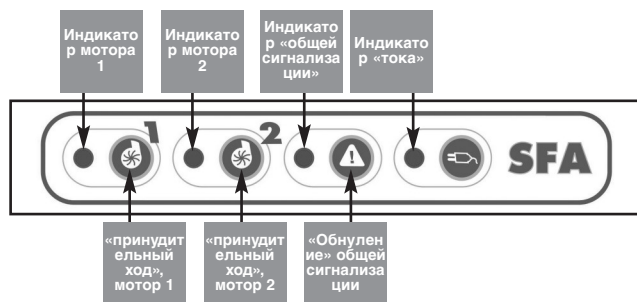 Индикато
р мотора
1
Индикато
р мотора
2
Индикато
р «общей
сигнализа
ции»
Индикато
р «тока»
1
2
SFA
«принудит
ельный
ход»,
мотор 1
«принудит
ельный
ход»,
мотор 2
«Обнулен
ие» общей
сигнализа
ции